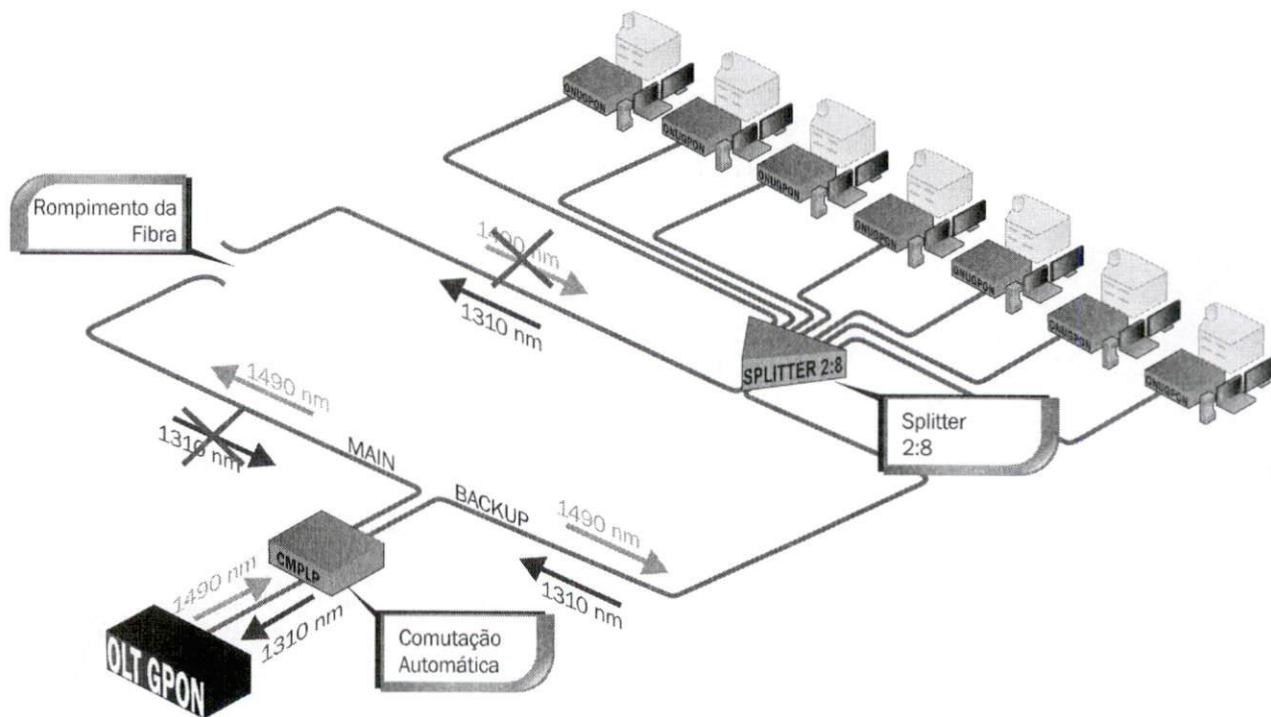 ONUGPON
ONUGPON
ONUGPON
ONUGPON
ONUGPON
ONUGPON
ONUGPON
Rompimento da
Fibra
1490 nm
1310 nm
SPLITTER 2:8
Splitter
2:8
1490 nm
1310 nm
MAIN
BACKUP
1490 nm
1310 nm
CMPLP
1490 nm
1310 nm
OLT GPON
Comutação
Automática